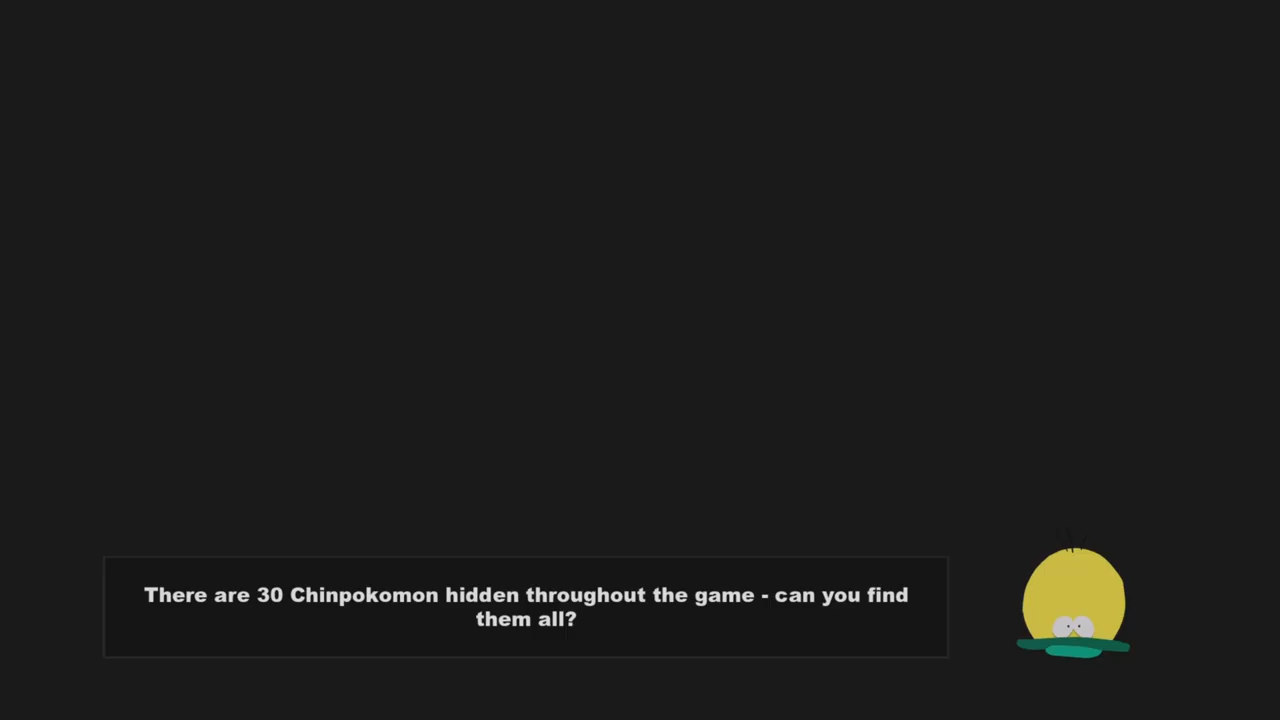 There are 30 Chinpokomon hidden throughout the game - can you find
them all?